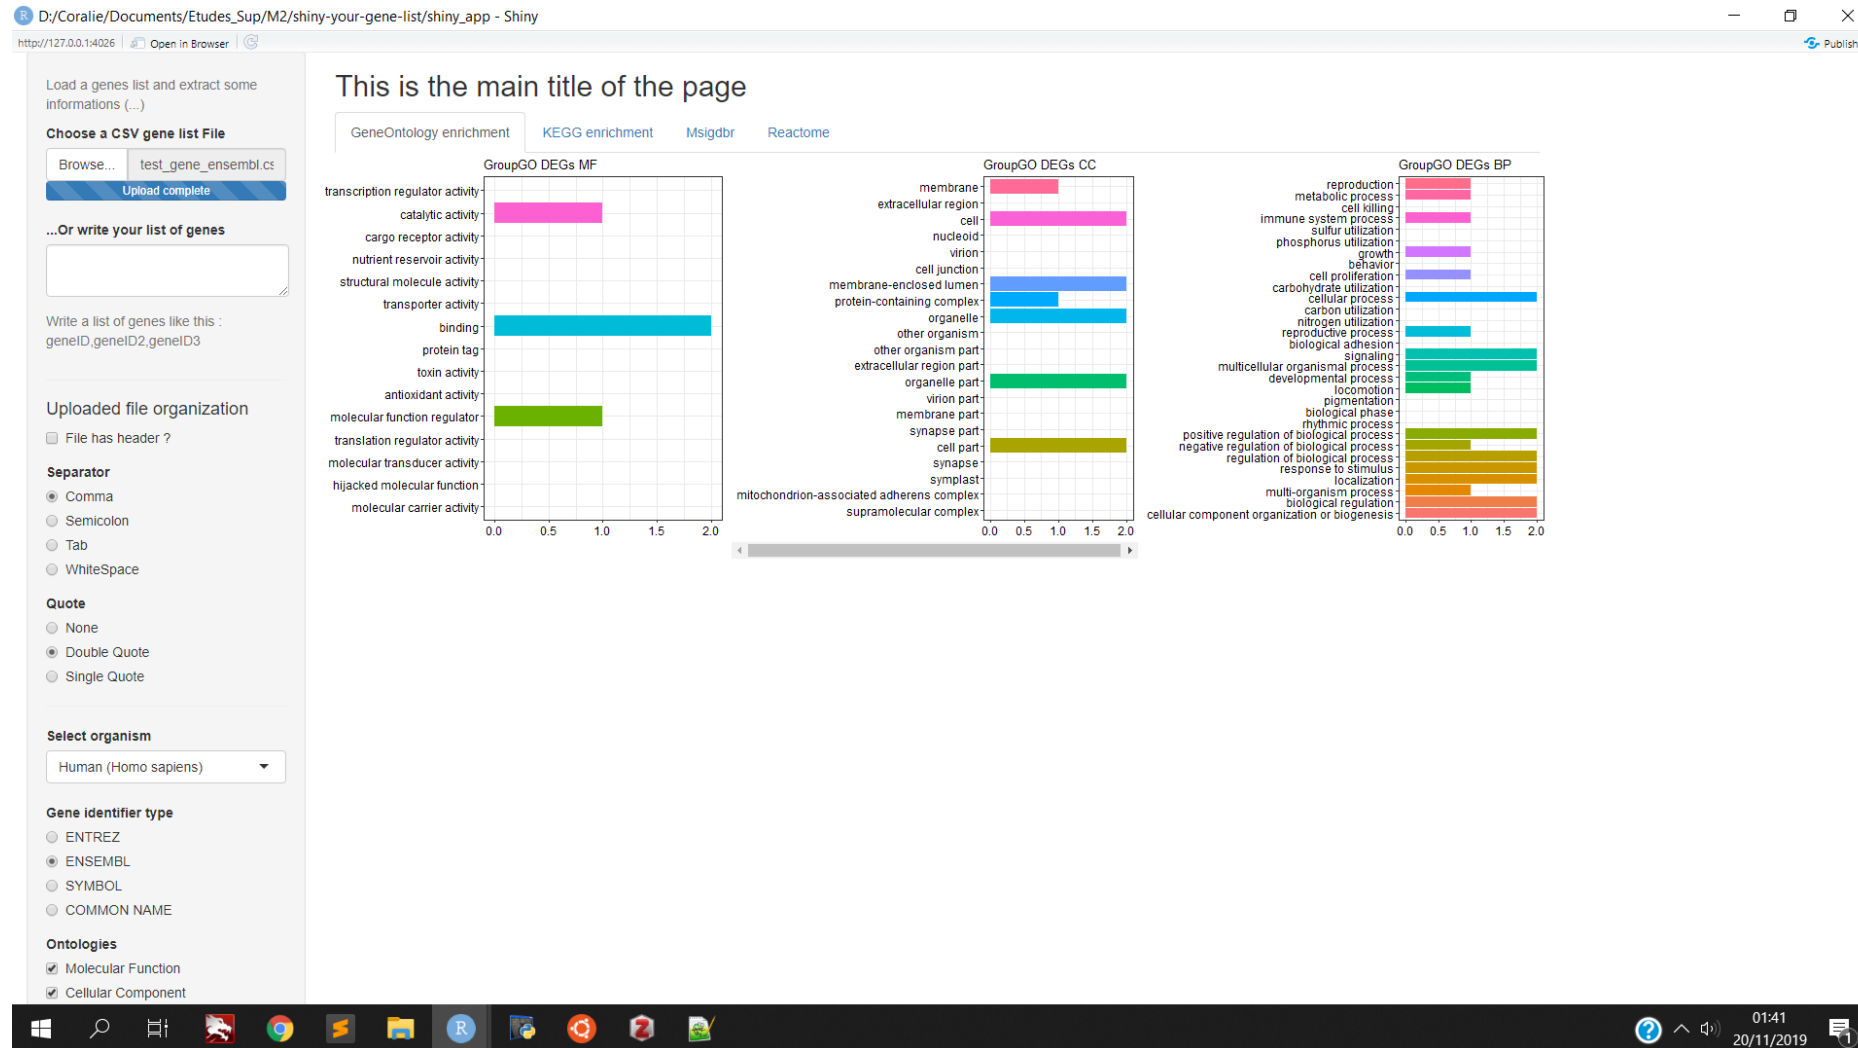 D:/Coralie/Documents/Etudes_Sup/M2/shiny-your-gene-list/shiny_app - Shiny
http://127.0.0.1:4026 Open in Browser
Publish
Load a genes list and extract some
informations (...)
Choose a CSV gene list File
Browse... test_gene_ensembl.cs
Upload complete
...Or write your list of genes
Write a list of genes like this :
geneID,geneID2,geneID3
Uploaded file organization
File has header ?
Separator
Comma
Semicolon
Tab
WhiteSpace
Quote
None
Double Quote
Single Quote
Select organism
Human (Homo sapiens)
Gene identifier type
ENTREZ
ENSEMBL
SYMBOL
COMMON NAME
Ontologies
Molecular Function
Cellular Component
This is the main title of the page
GeneOntology enrichment KEGG enrichment Msigdbr Reactome
GroupGO DEGs MF
transcription regulator activity
catalytic activity
cargo receptor activity
nutrient reservoir activity
structural molecule activity
transporter activity
binding
protein tag
toxin activity
antioxidant activity
molecular function regulator
translation regulator activity
molecular transducer activity
hijacked molecular function
molecular carrier activity
0.0 0.5 1.0 1.5 2.0
GroupGO DEGs CC
membrane
extracellular region
cell
nucleoid
virion
cell junction
membrane-enclosed lumen
protein-containing complex
organelle
other organism
other organism part
extracellular region part
organelle part
virion part
membrane part
synapse part
cell part
synapse
symplast
mitochondrion-associated adherens complex
supramolecular complex
0.0 0.5 1.0 1.5 2.0
GroupGO DEGs BP
reproduction
metabolic process
cell killing
immune system process
sulfur utilization
phosphorus utilization
growth
behavior
cell proliferation
carbohydrate utilization
cellular process
carbon utilization
nitrogen utilization
reproductive process
biological adhesion
signaling
multicellular organismal process
developmental process
locomotion
pigmentation
biological phase
rhythmic process
positive regulation of biological process
negative regulation of biological process
regulation of biological process
response to stimulus
localization
multi-organism process
biological regulation
cellular component organization or biogenesis
0.0 0.5 1.0 1.5 2.0
01:41
20/11/2019
1